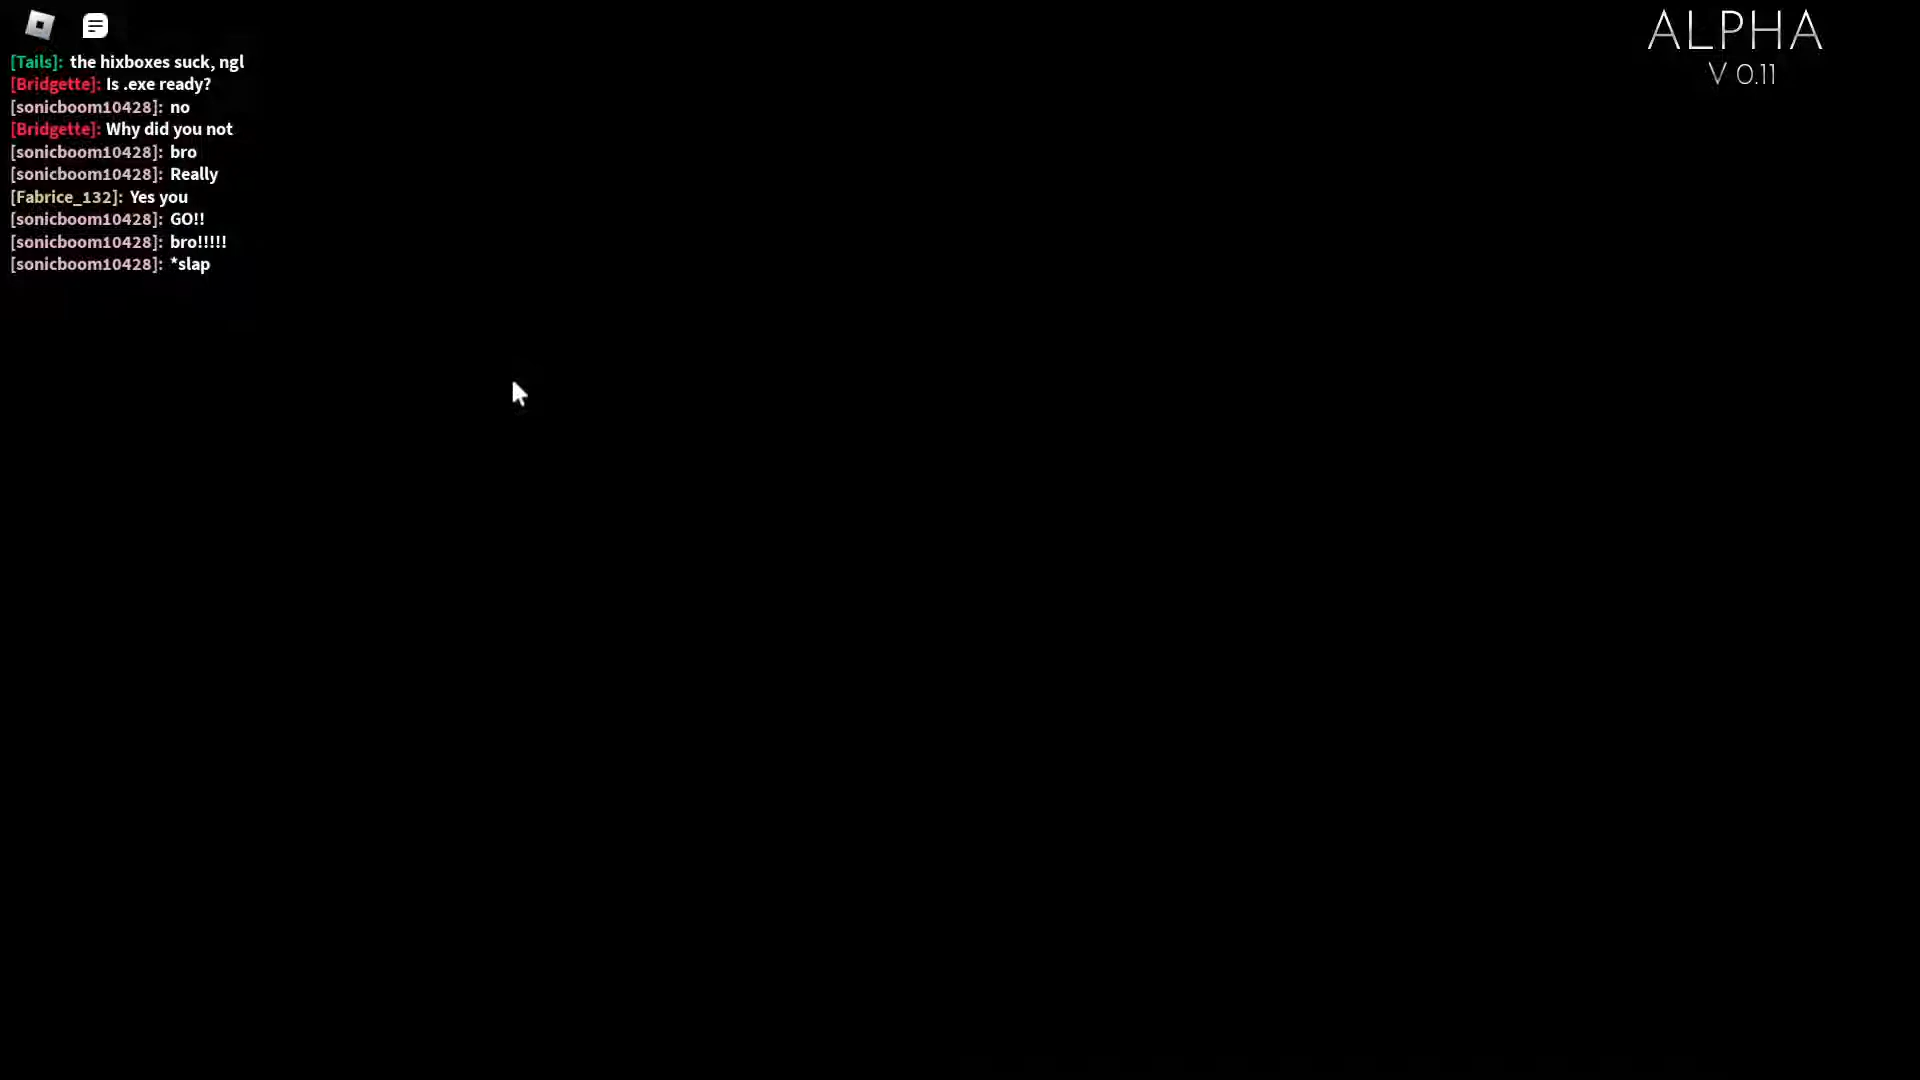 [Tails]: the hixboxes suck, ngl
[Bridgette]: Is .exe ready?
[sonicboom10428]: no
[Bridgette]: Why did you not
[sonicboom10428]: bro
[sonicboom10428]: Really
[Fabrice_132]: Yes you
[sonicboom10428]: GO!!
[sonicboom10428]: bro!!!!!
[sonicboom10428]: *slap
ALPHA
V 0.11